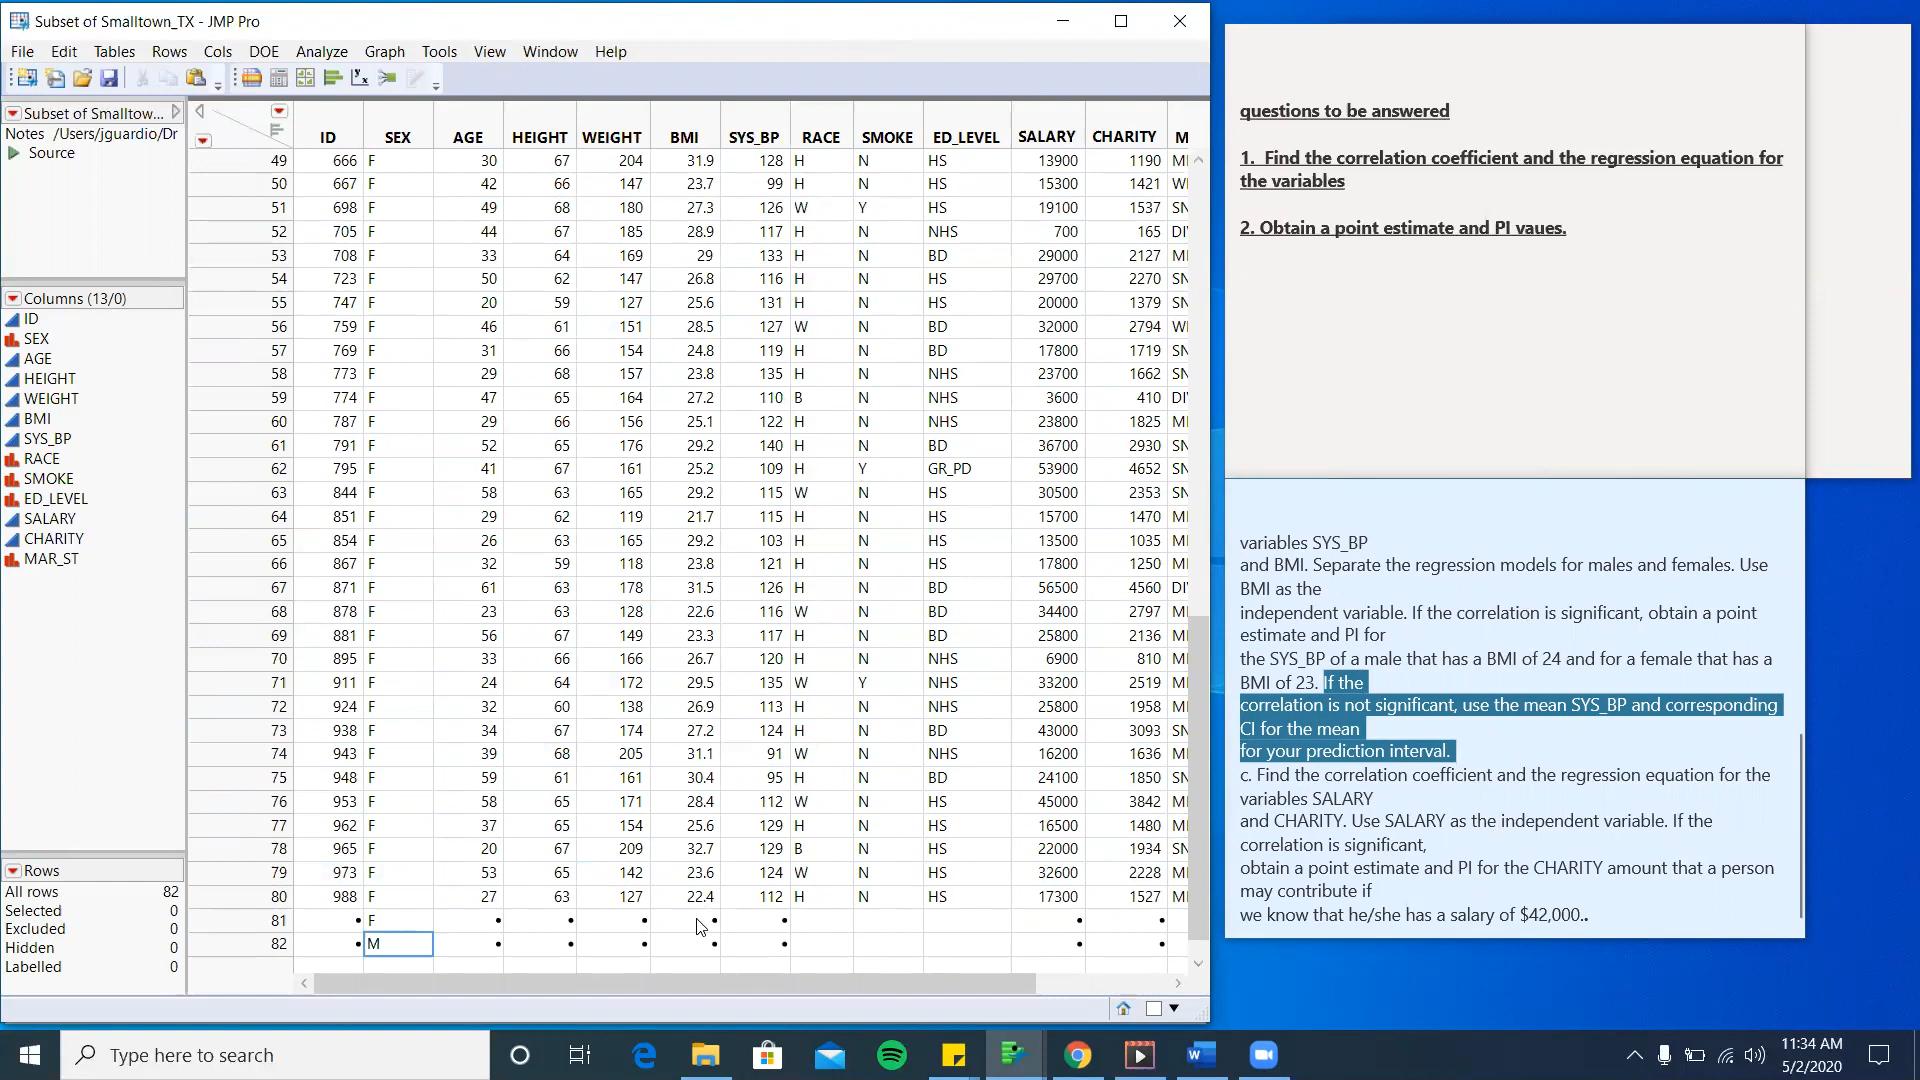 Subset of Smalltown_TX - JMP Pro
File Edit Tables Rows Cols DOE Analyze Graph Tools View Window Help
Subset of Smalltow...
Notes /Users/jguardio/Dr
Source
Columns (13/0)
ID
SEX
AGE
HEIGHT
WEIGHT
BMI
SYS_BP
RACE
SMOKE
ED_LEVEL
SALARY
CHARITY
MAR_ST
Rows
All rows 82
Selected 0
Excluded 0
Hidden 0
Labelled 0
ID SEX AGE HEIGHT WEIGHT BMI SYS_BP RACE SMOKE ED_LEVEL SALARY CHARITY M
49 666 F 30 67 204 31.9 128 H N HS 13900 1190 M
50 667 F 42 66 147 23.7 99 H N HS 15300 1421 WI
51 698 F 49 68 180 27.3 126 W Y HS 19100 1537 SN
52 705 F 44 67 185 28.9 117 H N NHS 700 165 DI
53 708 F 33 64 169 29 133 H N BD 29000 2127 M
54 723 F 50 62 147 26.8 116 H N HS 29700 2270 SN
55 747 F 20 59 127 25.6 131 H N HS 20000 1379 SN
56 759 F 46 61 151 28.5 127 W N BD 32000 2794 WI
57 769 F 31 66 154 24.8 119 H N BD 17800 1719 SN
58 773 F 29 68 157 23.8 135 H N NHS 23700 1662 SN
59 774 F 47 65 164 27.2 110 B N NHS 3600 410 DI
60 787 F 29 66 156 25.1 122 H N NHS 23800 1825 M
61 791 F 52 65 176 29.2 140 H N BD 36700 2930 SN
62 795 F 41 67 161 25.2 109 H Y GR_PD 53900 4652 SN
63 844 F 58 63 165 29.2 115 W N HS 30500 2353 SN
64 851 F 29 62 119 21.7 115 H N HS 15700 1470 M
65 854 F 26 63 165 29.2 103 H N HS 13500 1035 M
66 867 F 32 59 118 23.8 121 H N HS 17800 1250 M
67 871 F 61 63 178 31.5 126 H N BD 56500 4560 DI
68 878 F 23 63 128 22.6 116 W N BD 34400 2797 M
69 881 F 56 67 149 23.3 117 H N BD 25800 2136 M
70 895 F 33 66 166 26.7 120 H N NHS 6900 810 M
71 911 F 24 64 172 29.5 135 W Y NHS 33200 2519 M
72 924 F 32 60 138 26.9 113 H N NHS 25800 1958 M
73 938 F 34 67 174 27.2 124 H N BD 43000 3093 SN
74 943 F 39 68 205 31.1 91 W N NHS 16200 1636 M
75 948 F 59 61 161 30.4 95 H N BD 24100 1850 SN
76 953 F 58 65 171 28.4 112 W N HS 45000 3842 M
77 962 F 37 65 154 25.6 129 H N HS 16500 1480 M
78 965 F 20 67 209 32.7 129 B N HS 22000 1934 SN
79 973 F 53 65 142 23.6 124 W N HS 32600 2228 M
80 988 F 27 63 127 22.4 112 H N HS 17300 1527 M
81 • F • • • • • • •
82 • M • • • • • • •
questions to be answered
1. Find the correlation coefficient and the regression equation for
the variables
2. Obtain a point estimate and PI vaues.
variables SYS_BP
and BMI. Separate the regression models for males and females. Use
BMI as the
independent variable. If the correlation is significant, obtain a point
estimate and PI for
the SYS_BP of a male that has a BMI of 24 and for a female that has a
BMI of 23. If the
correlation is not significant, use the mean SYS_BP and corresponding
CI for the mean
for your prediction interval.
c. Find the correlation coefficient and the regression equation for the
variables SALARY
and CHARITY. Use SALARY as the independent variable. If the
correlation is significant,
obtain a point estimate and PI for the CHARITY amount that a person
may contribute if
we know that he/she has a salary of $42,000..
Type here to search
11:34 AM
5/2/2020